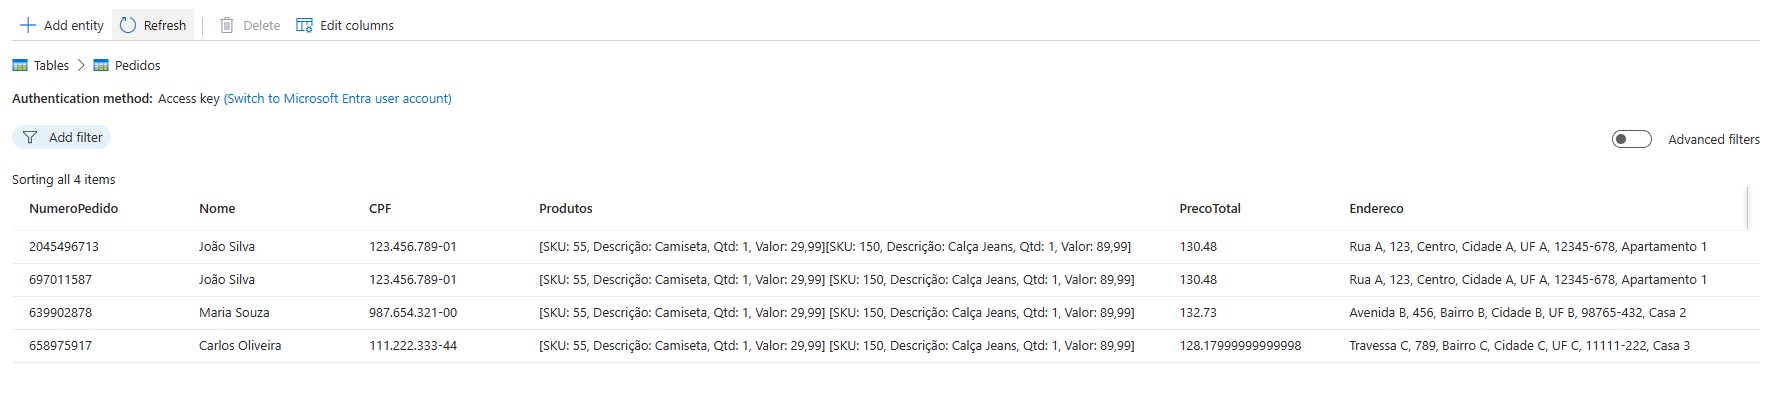 Add entity Refresh Delete Edit columns
Tables > Pedidos
Authentication method: Access key (Switch to Microsoft Entra user account)
Add filter Advanced filters
Sorting all 4 items
NumeroPedido Nome CPF Produtos PrecoTotal Endereco
2045496713 João Silva 123.456.789-01 [SKU: 55, Descrição: Camiseta, Qtd: 1, Valor: 29,99][SKU: 150, Descrição: Calça Jeans, Qtd: 1, Valor: 89,99] 130.48 Rua A, 123, Centro, Cidade A, UF A, 12345-678, Apartamento 1
697011587 João Silva 123.456.789-01 [SKU: 55, Descrição: Camiseta, Qtd: 1, Valor: 29,99] [SKU: 150, Descrição: Calça Jeans, Qtd: 1, Valor: 89,99] 130.48 Rua A, 123, Centro, Cidade A, UF A, 12345-678, Apartamento 1
639902878 Maria Souza 987.654.321-00 [SKU: 55, Descrição: Camiseta, Qtd: 1, Valor: 29,99] [SKU: 150, Descrição: Calça Jeans, Qtd: 1, Valor: 89,99] 132.73 Avenida B, 456, Bairro B, Cidade B, UF B, 98765-432, Casa 2
658975917 Carlos Oliveira 111.222.333-44 [SKU: 55, Descrição: Camiseta, Qtd: 1, Valor: 29,99] [SKU: 150, Descrição: Calça Jeans, Qtd: 1, Valor: 89,99] 128.17999999999998 Travessa C, 789, Bairro C, Cidade C, UF C, 11111-222, Casa 3